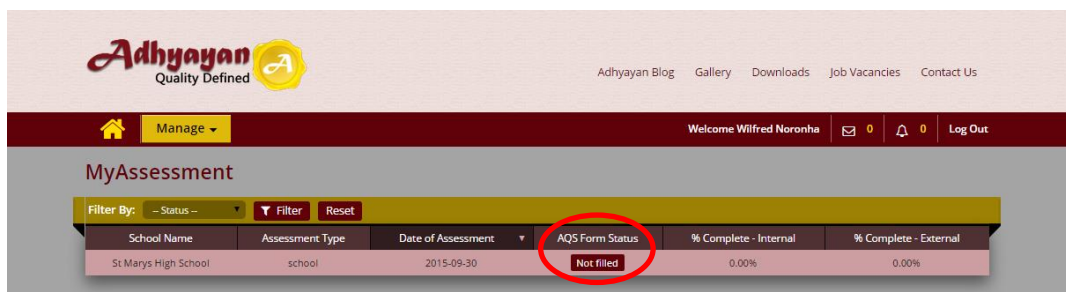 Adhyayan
Quality Defined
A
Adhyayan Blog Gallery Downloads Job Vacancies Contact Us
Manage
Welcome Wilfred Noronha 0 0 Log Out
MyAssessment
Filter By: -- Status -- Filter Reset
School Name Assessment Type Date of Assessment AQS Form Status % Complete - Internal % Complete - External
St Marys High School school 2015-09-30 Not filled 0.00% 0.00%